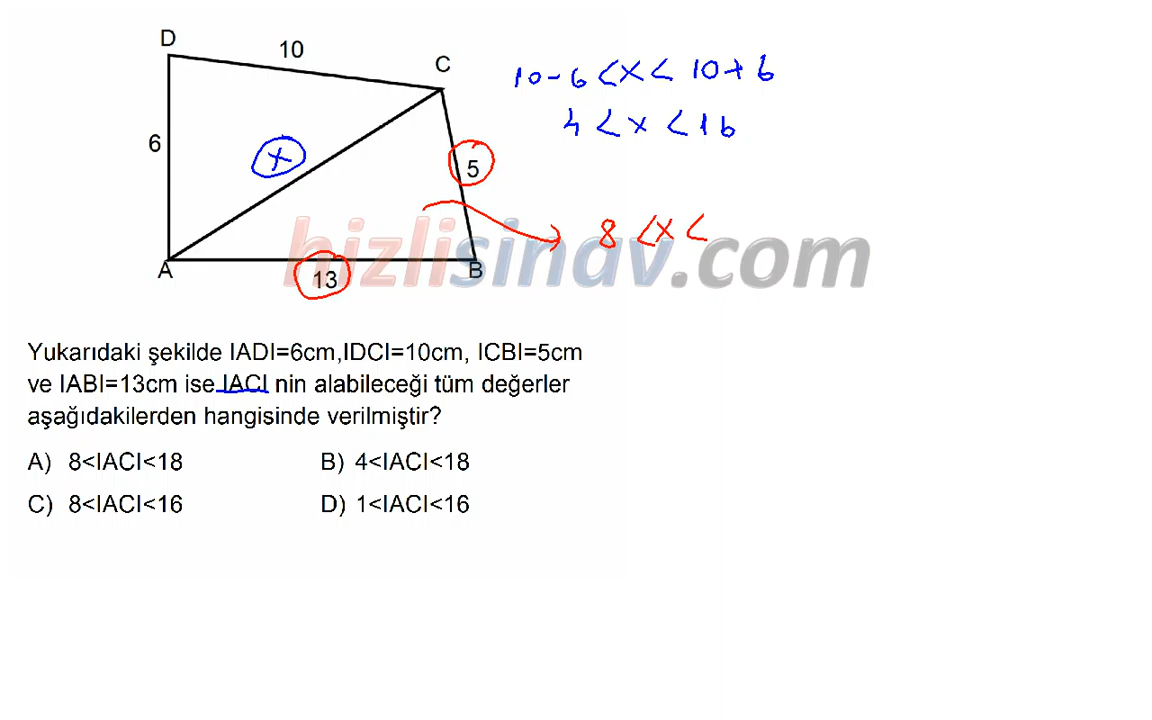 D
10
C
10-6 <x< 10+6
6
x
4 <x <16
5
8 <x <
hizlisinav.com
A
13
B
Yukarıdaki şekilde IADI=6cm,IDCI=10cm, ICBI=5cm
ve IABI=13cm ise IACI nin alabileceği tüm değerler
aşağıdakilerden hangisinde verilmiştir?
A) 8<IACI<18
B) 4<IACI<18
C) 8<IACI<16
D) 1<IACI<16